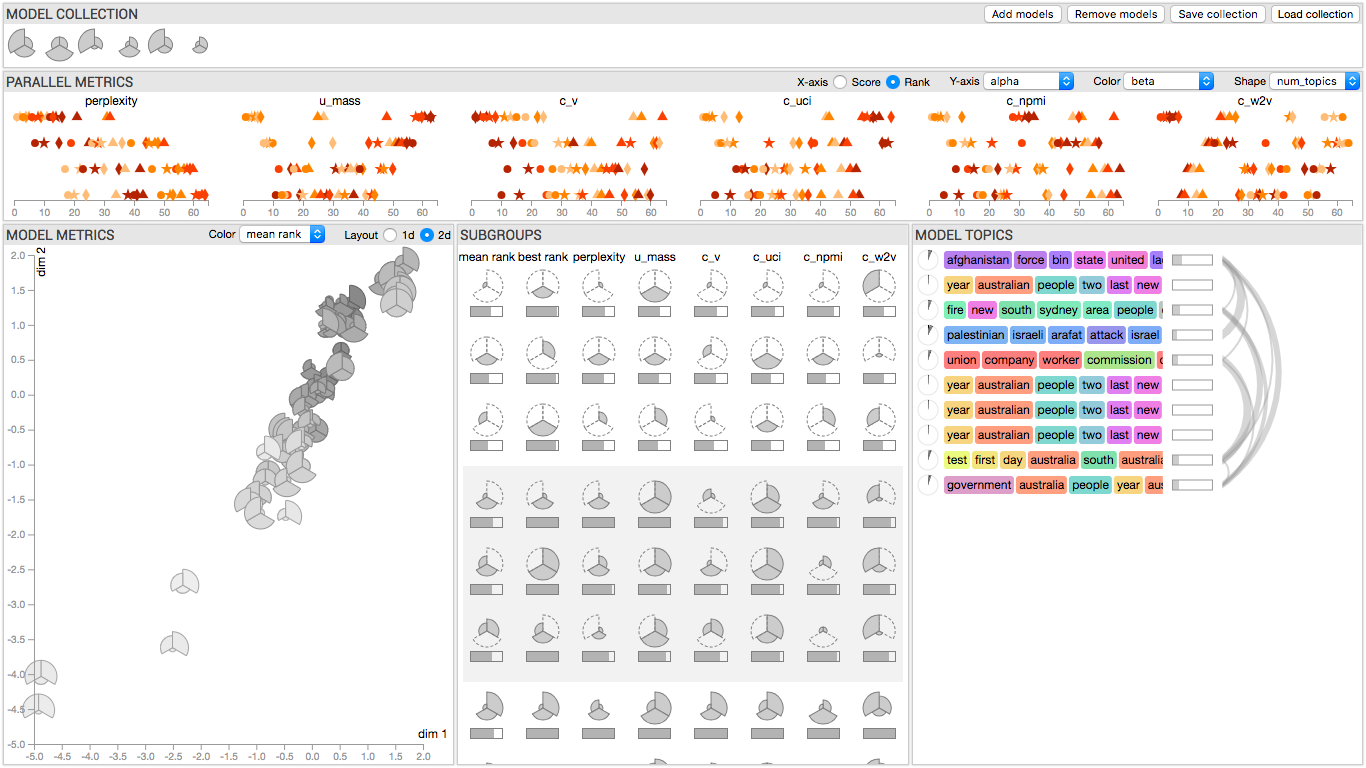 MODEL COLLECTION Add models Remove models Save collection Load collection
PARALLEL METRICS X-axis Score Rank Y-axis alpha Color beta Shape num_topics
perplexity u_mass c_v c_uci c_npmi c_w2v
0 10 20 30 40 50 60 0 10 20 30 40 50 60 0 10 20 30 40 50 60 0 10 20 30 40 50 60 0 10 20 30 40 50 60 0 10 20 30 40 50 60
MODEL METRICS Color mean rank Layout 1d 2d
dim 2
2.0
1.5
1.0
0.5
0.0
-0.5
-1.0
-1.5
-2.0
-2.5
-3.0
-3.5
-4.0
-4.5
-5.0
dim 1
-5.0 -4.5 -4.0 -3.5 -3.0 -2.5 -2.0 -1.5 -1.0 -0.5 0.0 0.5 1.0 1.5 2.0
SUBGROUPS
mean rank best rank perplexity u_mass c_v c_uci c_npmi c_w2v
MODEL TOPICS
afghanistan force bin state united la
year australian people two last new
fire new south sydney area people
palestinian israeli arafat attack israel
union company worker commission
year australian people two last new
year australian people two last new
year australian people two last new
test first day australia south australia
government australia people year aus